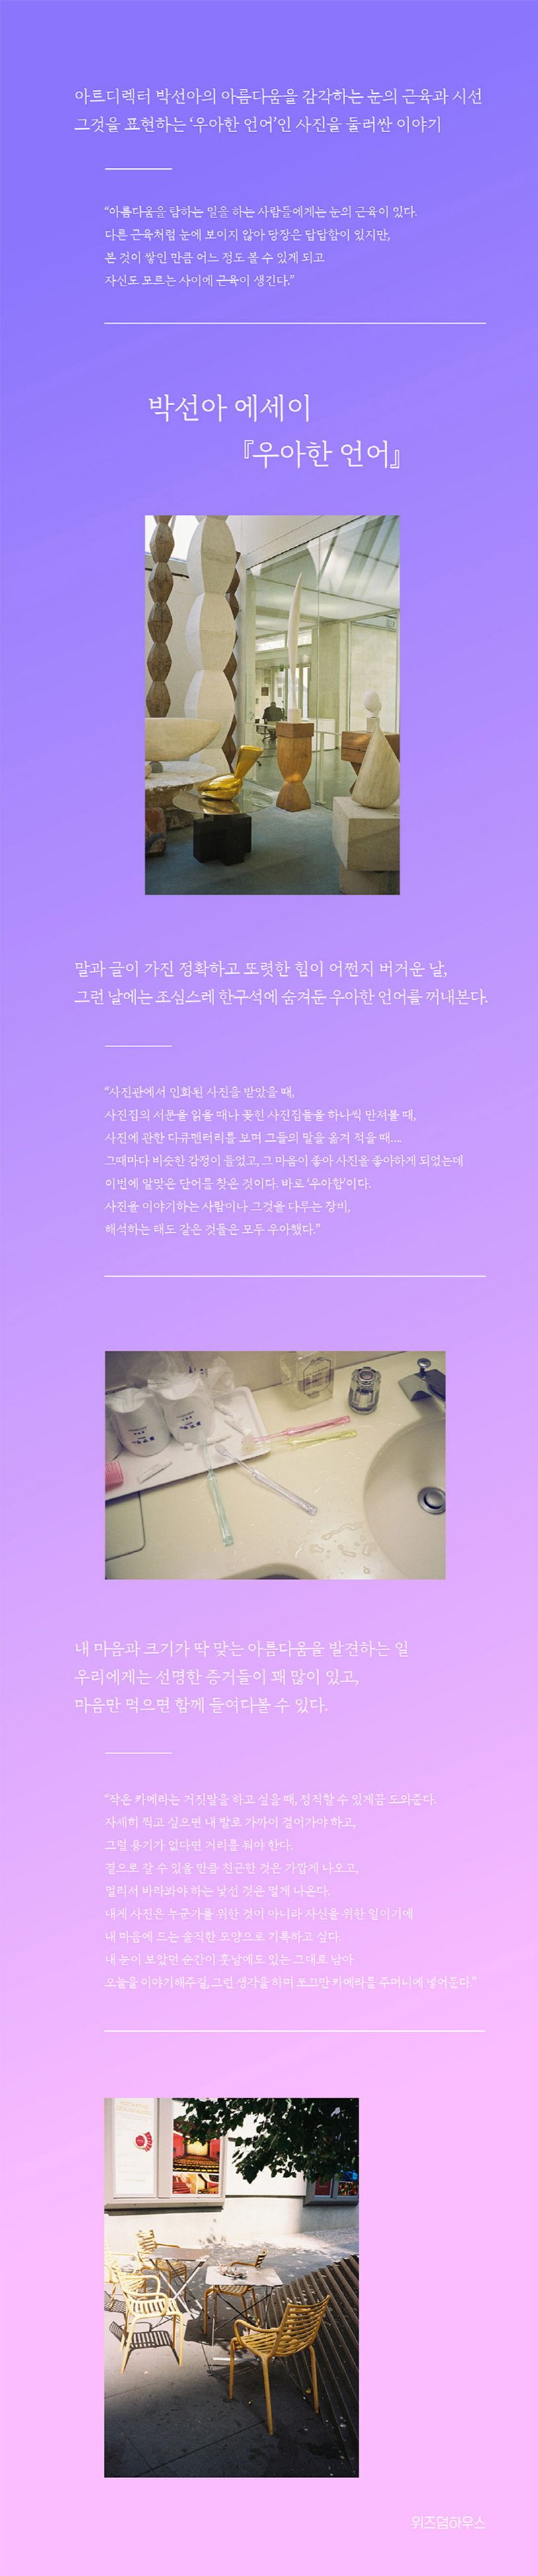 아트디렉터 박선아의 아름다움을 감각하는 눈의 근육과 시선
그것을 표현하는 ‘우아한 언어’인 사진을 둘러싼 이야기
“아름다움을 탐하는 일을 하는 사람들에게는 눈의 근육이 있다.
다른 근육처럼 눈에 보이지 않아 당장은 답답함이 있지만,
본 것이 쌓인 만큼 어느 정도 볼 수 있게 되고
자신도 모르는 사이에 근육이 생긴다.”
박선아 에세이
『우아한 언어』
말과 글이 가진 정확하고 또렷한 힘이 어쩐지 버거운 날,
그런 날에는 조심스레 한구석에 숨겨둔 우아한 언어를 꺼내본다.
“사진관에서 인화된 사진을 받았을 때,
사진집의 서문을 읽을 때나 꽂힌 사진집들을 하나씩 만져볼 때,
사진에 관한 다큐멘터리를 보며 그들의 말을 옮겨 적을 때….
그때마다 비슷한 감정이 들었고, 그 마음이 좋아 사진을 좋아하게 되었는데
이번에 알맞은 단어를 찾은 것이다. 바로 ‘우아함’이다.
사진을 이야기하는 사람이나 그것을 다루는 장비,
해석하는 태도 같은 것들은 모두 우아했다.”
내 마음과 크기가 딱 맞는 아름다움을 발견하는 일
우리에게는 선명한 증거들이 꽤 많이 있고,
마음만 먹으면 함께 들여다볼 수 있다.
“작은 카메라는 거짓말을 하고 싶을 때, 정직할 수 있게끔 도와준다.
자세히 찍고 싶으면 내 발로 가까이 걸어가야 하고,
그럴 용기가 없다면 거리를 둬야 한다.
곁으로 갈 수 있을 만큼 친근한 것은 가깝게 나오고,
멀리서 바라봐야 하는 낯선 것은 멀게 나온다.
내게 사진은 누군가를 위한 것이 아니라 자신을 위한 일이기에
내 마음에 드는 솔직한 모양으로 기록하고 싶다.
내 눈이 보았던 순간이 훗날에도 있는 그대로 남아
오늘을 이야기해주길, 그런 생각을 하며 쪼끄만 카메라를 주머니에 넣어둔다.”
위즈덤하우스